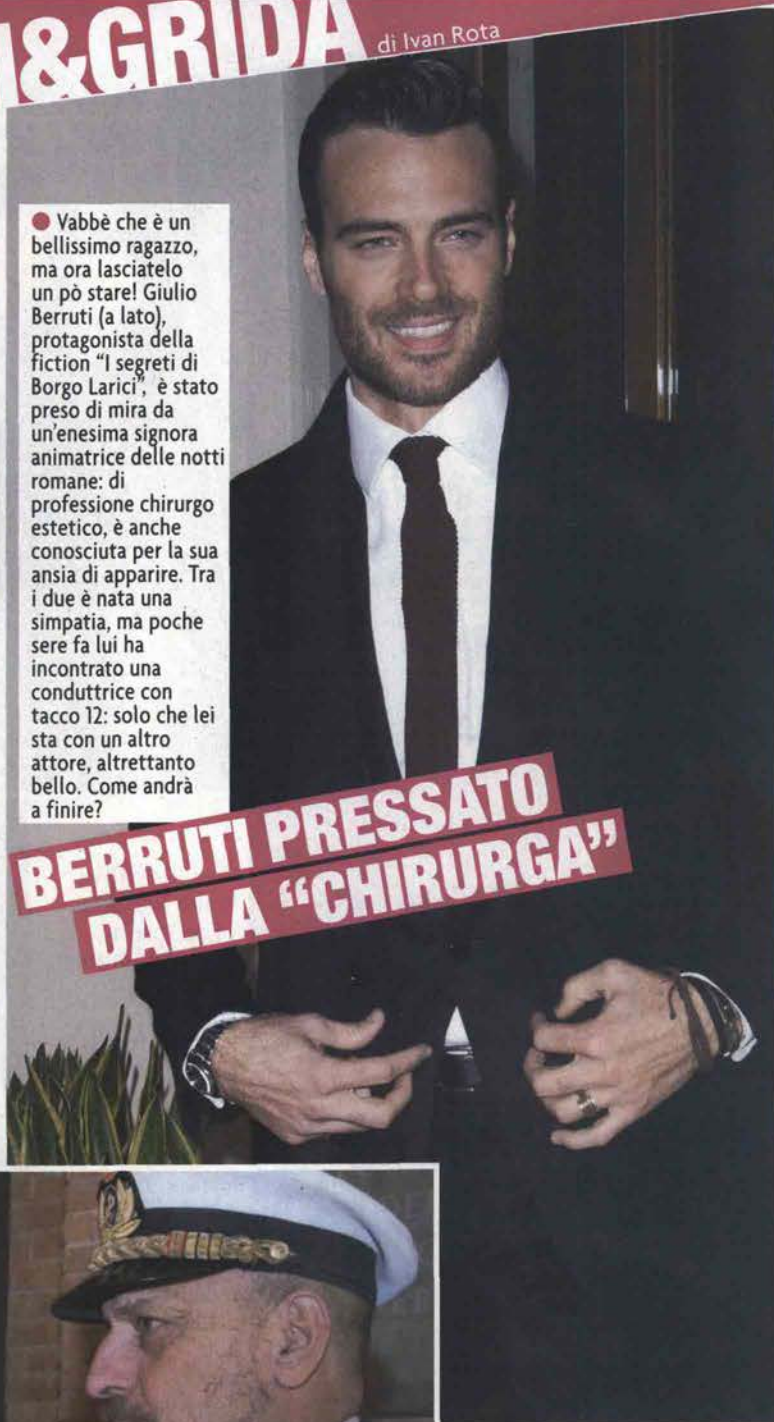 &GRIDA
di Ivan Rota
● Vabbè che è un
bellissimo ragazzo,
ma ora lasciatelo
un pò stare! Giulio
Berruti (a lato),
protagonista della
fiction “I segreti di
Borgo Larici”, è stato
preso di mira da
un'enesima signora
animatrice delle notti
romane: di
professione chirurgo
estetico, è anche
conosciuta per la sua
ansia di apparire. Tra
i due è nata una
simpatia, ma poche
sere fa lui ha
incontrato una
conduttrice con
tacco 12: solo che lei
sta con un altro
attore, altrettanto
bello. Come andrà
a finire?
BERRUTI PRESSATO
DALLA “CHIRURGA”